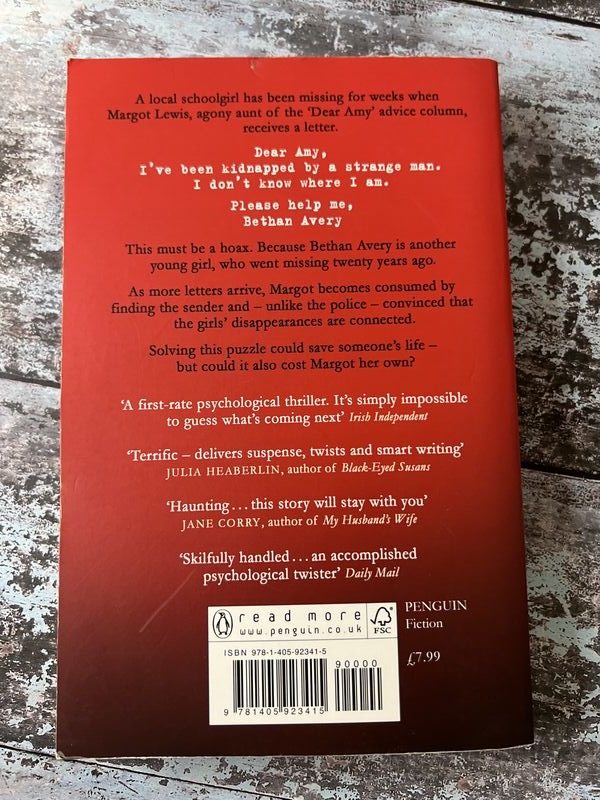 A local schoolgirl has been missing for weeks when
Margot Lewis, agony aunt of the 'Dear Amy' advice column,
receives a letter.
Dear Amy,
I've been kidnapped by a strange man.
I don't know where I am.
Please help me,
Bethan Avery
This must be a hoax. Because Bethan Avery is another
young girl, who went missing twenty years ago.
As more letters arrive, Margot becomes consumed by
finding the sender and – unlike the police – convinced that
the girls' disappearances are connected.
Solving this puzzle could save someone's life –
but could it also cost Margot her own?
'A first-rate psychological thriller. It's simply impossible
to guess what's coming next' Irish Independent
'Terrific – delivers suspense, twists and smart writing'
JULIA HEABERLIN, author of Black-Eyed Susans
'Haunting... this story will stay with you'
JANE CORRY, author of My Husband's Wife
'Skilfully handled... an accomplished
psychological twister' Daily Mail
read more
www.penguin.co.uk
FSC
PENGUIN
Fiction
£7.99
ISBN 978-1-405-92341-5
90000
9 781405 923415